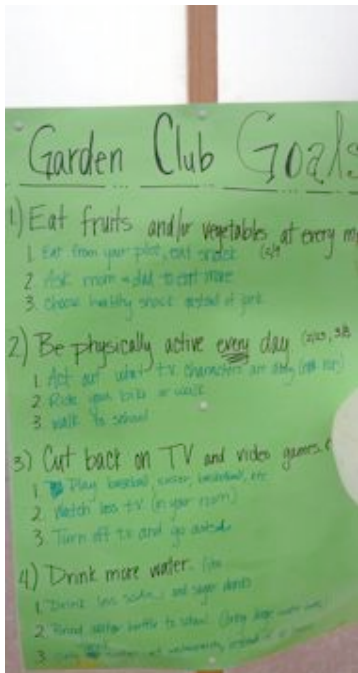 Garden Club Goals
1) Eat fruits and/or vegetables at every
1. Eat from your plot, eat snack
2. Ask mom + dad to eat more
3. Choose healthy snack instead of junk
2) Be physically active every day
1. Act out what t.v. characters are doing
2. Ride your bike or walk
3. walk to school
3) Cut back on TV and video games.
1. Play baseball, soccer, basketball, etc.
2. Watch less tv (in your room)
3. Turn off tv and go outside
4) Drink more water.
1. Drink less soda, and sugar drinks
2. water bottle to school
3.